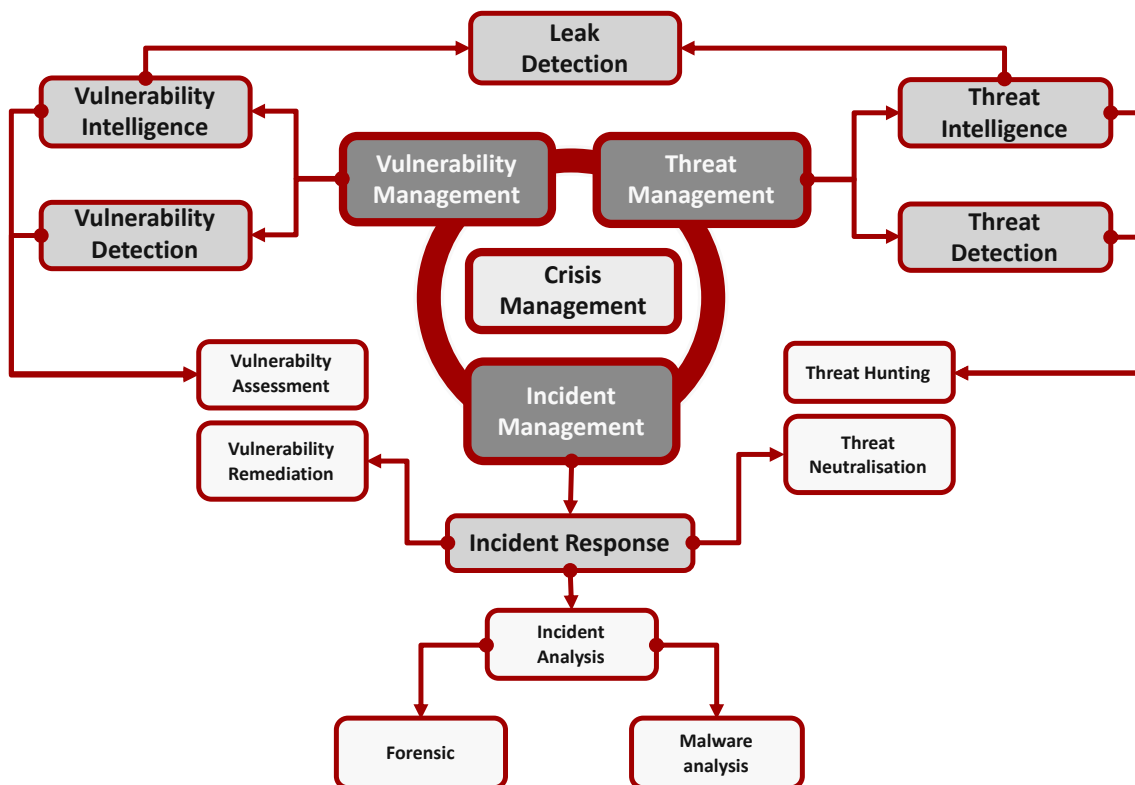 Leak
Detection
Vulnerability
Intelligence
Threat
Intelligence
Vulnerability
Management
Threat
Management
Vulnerability
Detection
Threat
Detection
Crisis
Management
Vulnerabilty
Assessment
Threat Hunting
Incident
Management
Vulnerability
Remediation
Threat
Neutralisation
Incident Response
Incident
Analysis
Forensic
Malware
analysis